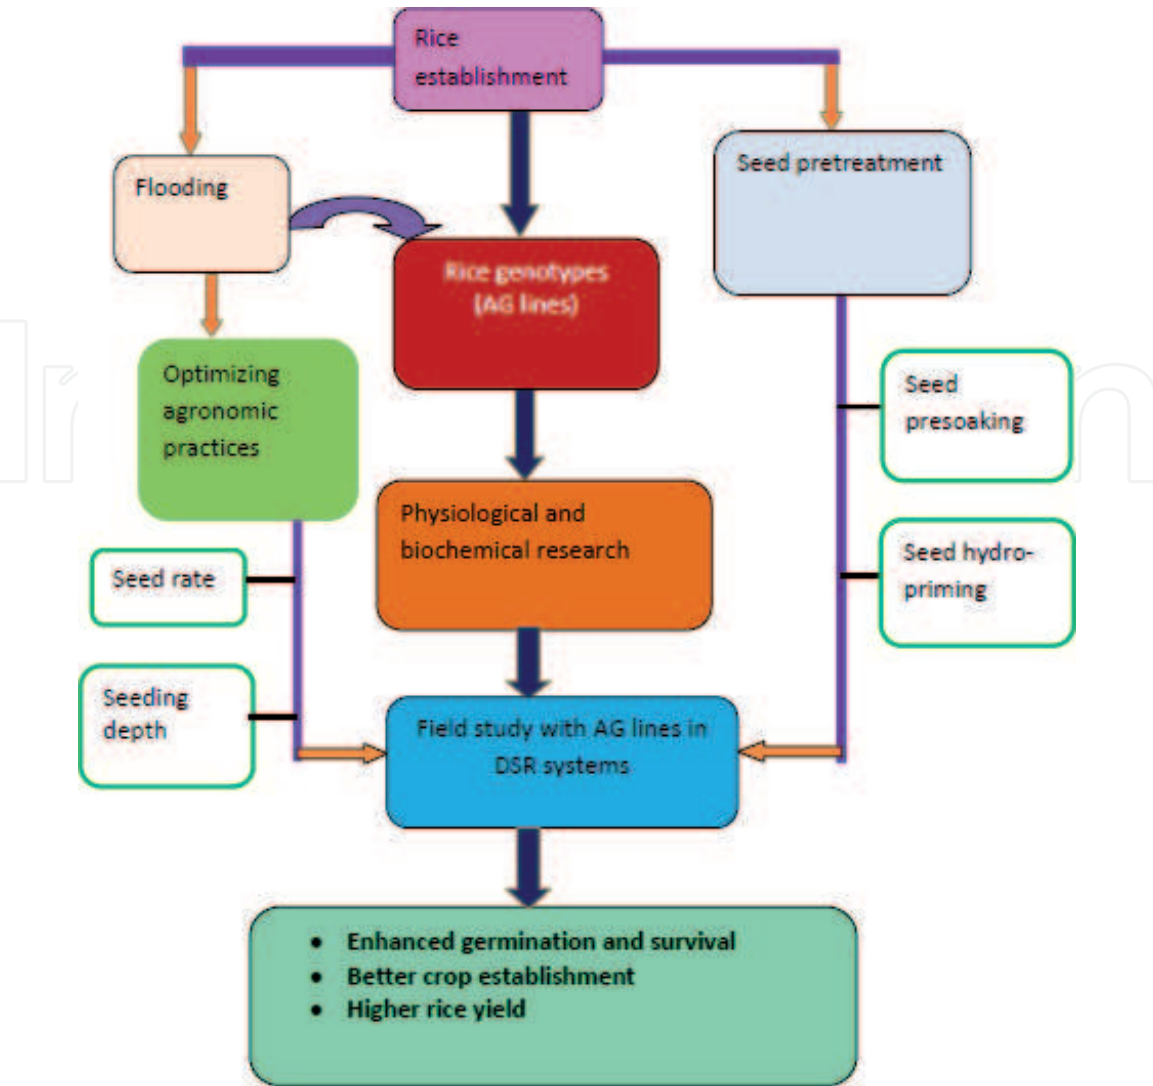 Rice
establishment
Flooding
Seed pretreatment
Rice genotypes
(AG lines)
Optimizing
agronomic
practices
Seed
presoaking
Physiological and
biochemical research
Seed rate
Seed hydro-
priming
Seeding
depth
Field study with AG lines in
DSR systems
• Enhanced germination and survival
• Better crop establishment
• Higher rice yield